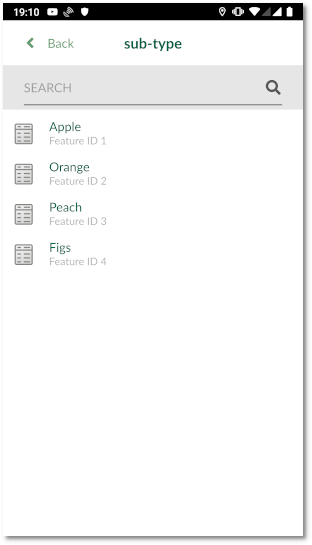 19:10
Back
sub-type
SEARCH
Apple
Feature ID 1
Orange
Feature ID 2
Peach
Feature ID 3
Figs
Feature ID 4